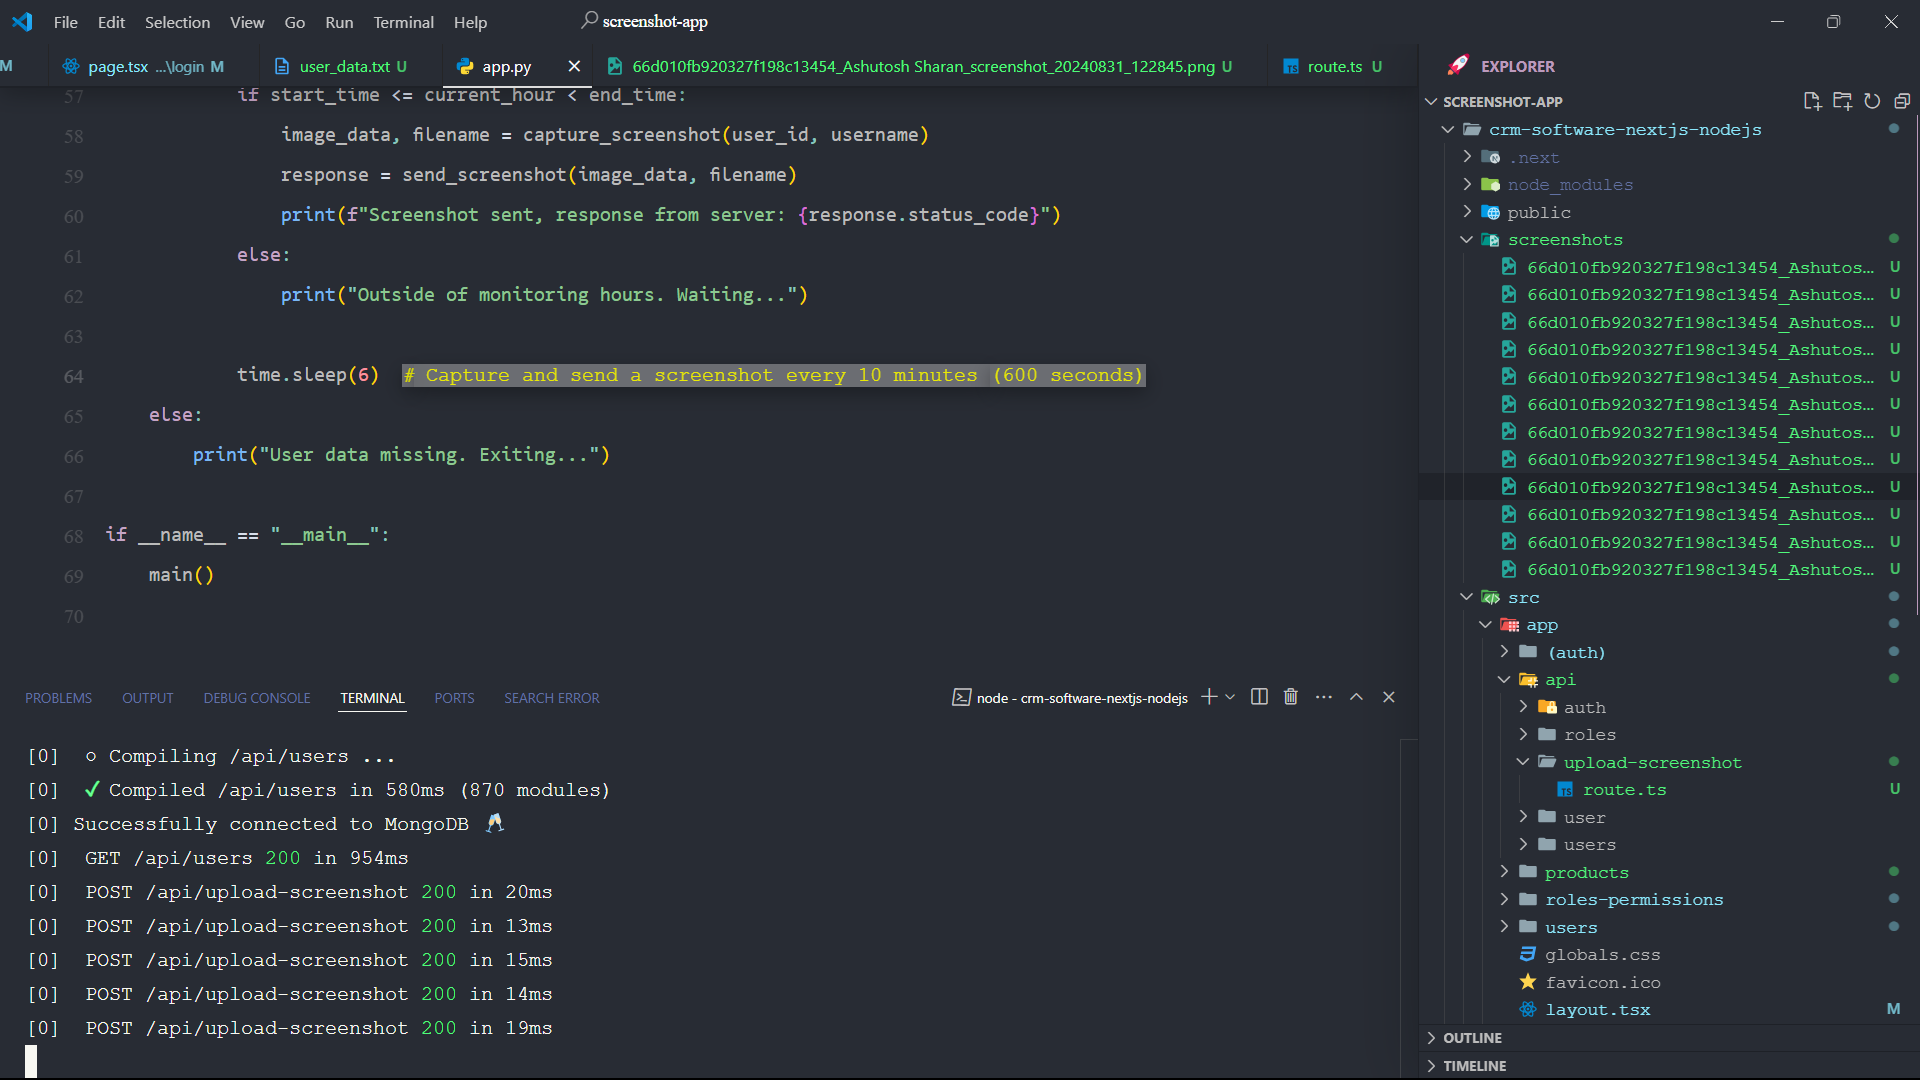 File Edit Selection View Go Run Terminal Help screenshot-app
M page.tsx ...\login M user_data.txt U app.py 66d010fb920327f198c13454_Ashutosh Sharan_screenshot_20240831_122845.png U route.ts U
57 if start_time <= current_hour < end_time:
58 image_data, filename = capture_screenshot(user_id, username)
59 response = send_screenshot(image_data, filename)
60 print(f"Screenshot sent, response from server: {response.status_code}")
61 else:
62 print("Outside of monitoring hours. Waiting...")
63
64 time.sleep(6) # Capture and send a screenshot every 10 minutes (600 seconds)
65 else:
66 print("User data missing. Exiting...")
67
68 if __name__ == "__main__":
69 main()
70
PROBLEMS OUTPUT DEBUG CONSOLE TERMINAL PORTS SEARCH ERROR node - crm-software-nextjs-nodejs
[0] ○ Compiling /api/users ...
[0] ✓ Compiled /api/users in 580ms (870 modules)
[0] Successfully connected to MongoDB 🥂
[0] GET /api/users 200 in 954ms
[0] POST /api/upload-screenshot 200 in 20ms
[0] POST /api/upload-screenshot 200 in 13ms
[0] POST /api/upload-screenshot 200 in 15ms
[0] POST /api/upload-screenshot 200 in 14ms
[0] POST /api/upload-screenshot 200 in 19ms
EXPLORER
SCREENSHOT-APP
crm-software-nextjs-nodejs
.next
node_modules
public
screenshots
66d010fb920327f198c13454_Ashutos... U
66d010fb920327f198c13454_Ashutos... U
66d010fb920327f198c13454_Ashutos... U
66d010fb920327f198c13454_Ashutos... U
66d010fb920327f198c13454_Ashutos... U
66d010fb920327f198c13454_Ashutos... U
66d010fb920327f198c13454_Ashutos... U
66d010fb920327f198c13454_Ashutos... U
66d010fb920327f198c13454_Ashutos... U
66d010fb920327f198c13454_Ashutos... U
66d010fb920327f198c13454_Ashutos... U
66d010fb920327f198c13454_Ashutos... U
src
app
(auth)
api
auth
roles
upload-screenshot
route.ts U
user
users
products
roles-permissions
users
globals.css
favicon.ico
layout.tsx M
OUTLINE
TIMELINE